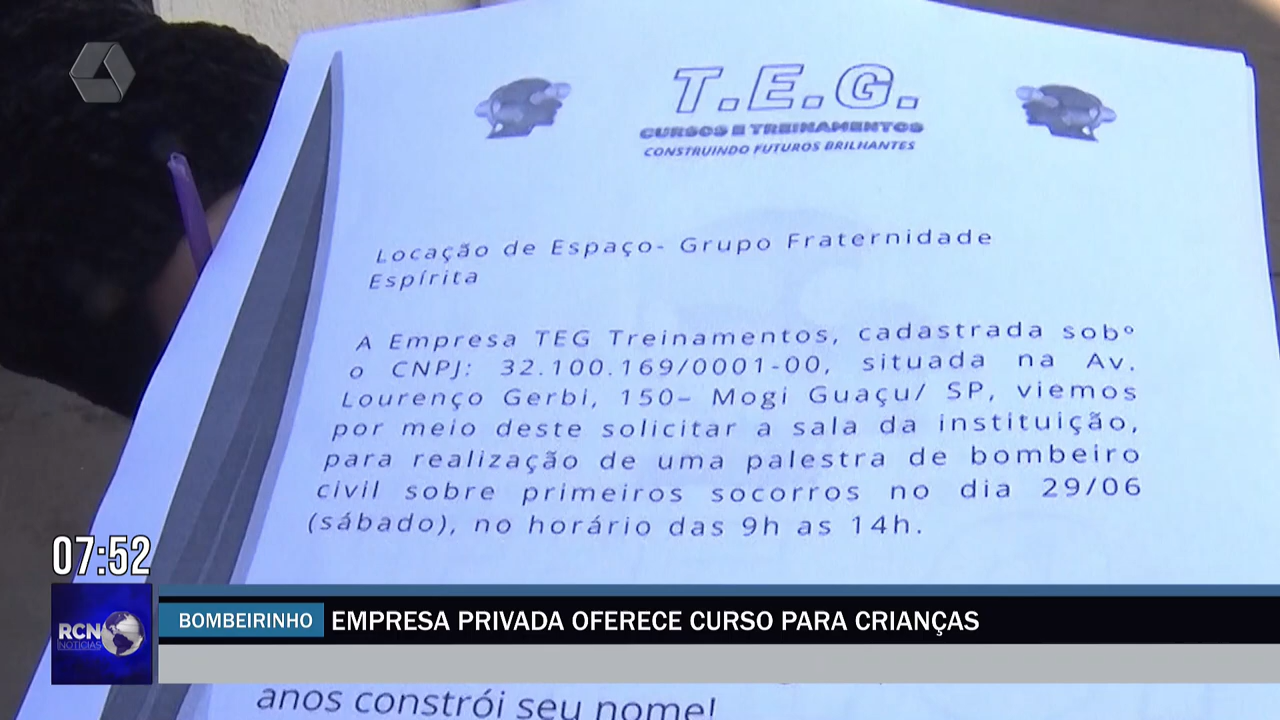 T.E.G.
CURSOS E TREINAMENTOS
CONSTRUINDO FUTUROS BRILHANTES
Locação de Espaço- Grupo Fraternidade
Espírita
A Empresa TEG Treinamentos, cadastrada sobº
o CNPJ: 32.100.169/0001-00, situada na Av.
Lourenço Gerbi, 150– Mogi Guaçu/ SP, viemos
por meio deste solicitar a sala da instituição,
para realização de uma palestra de bombeiro
civil sobre primeiros socorros no dia 29/06
(sábado), no horário das 9h as 14h.
07:52
RCN
NOTÍCIAS
BOMBEIRINHO
EMPRESA PRIVADA OFERECE CURSO PARA CRIANÇAS
anos constrói seu nome!